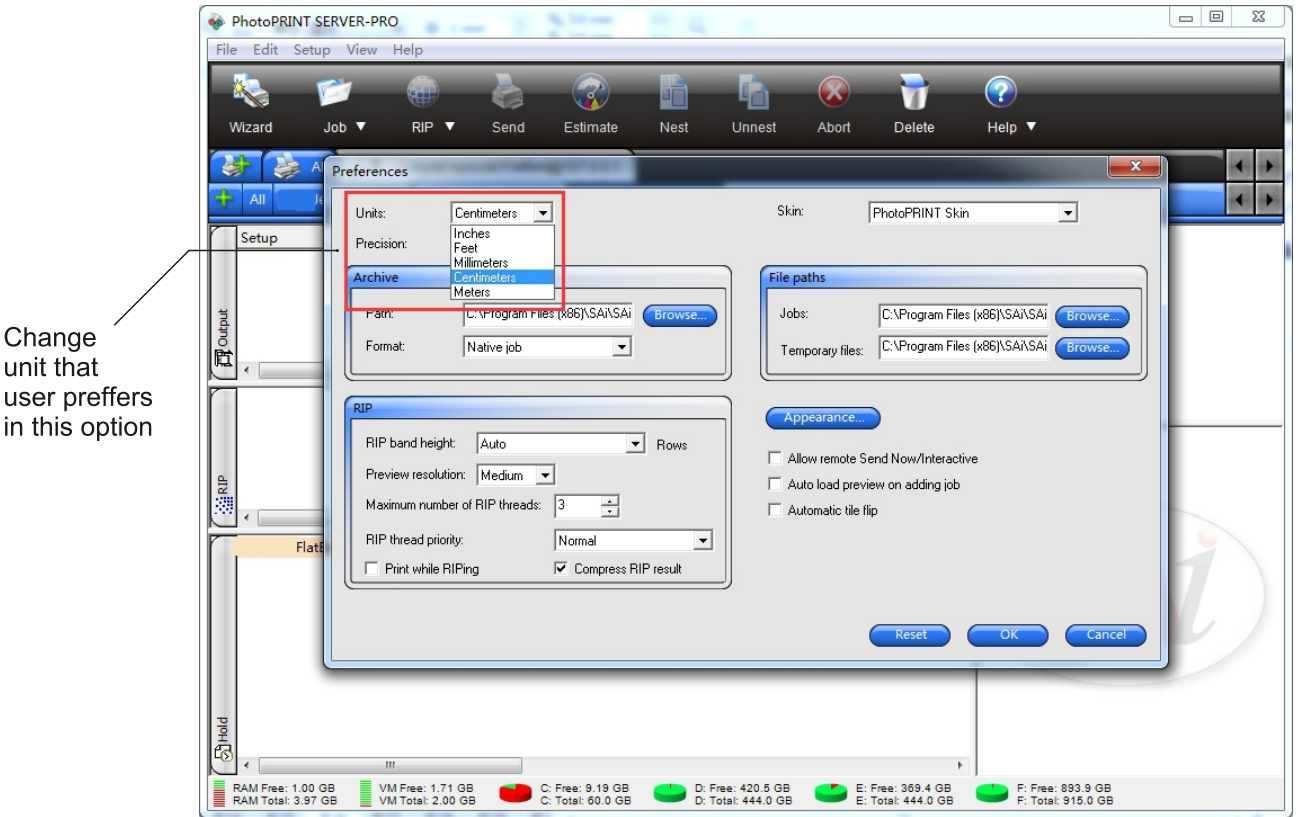 PhotoPRINT SERVER-PRO
File Edit Setup View Help
Wizard Job RIP Send Estimate Nest Unnest Abort Delete Help
Preferences
All
Setup
Units: Centimeters
Inches
Feet
Millimeters
Centimeters
Meters
Precision:
Skin: PhotoPRINT Skin
Archive
Path: C:\Program Files (x86)\SAi\SAi Browse...
Format: Native job
File paths
Jobs: C:\Program Files (x86)\SAi\SAi Browse...
Temporary files: C:\Program Files (x86)\SAi\SAi Browse...
RIP
RIP band height: Auto Rows
Preview resolution: Medium
Maximum number of RIP threads: 3
RIP thread priority: Normal
Print while RIPing Compress RIP result
Appearance...
Allow remote Send Now/Interactive
Auto load preview on adding job
Automatic tile flip
Reset OK Cancel
Output
RIP
Hold
Change
unit that
user preffers
in this option
RAM Free: 1.00 GB VM Free: 1.71 GB C: Free: 9.19 GB D: Free: 420.5 GB E: Free: 369.4 GB F: Free: 893.9 GB
RAM Total: 3.97 GB VM Total: 2.00 GB C: Total: 60.0 GB D: Total: 444.0 GB E: Total: 444.0 GB F: Total: 915.0 GB